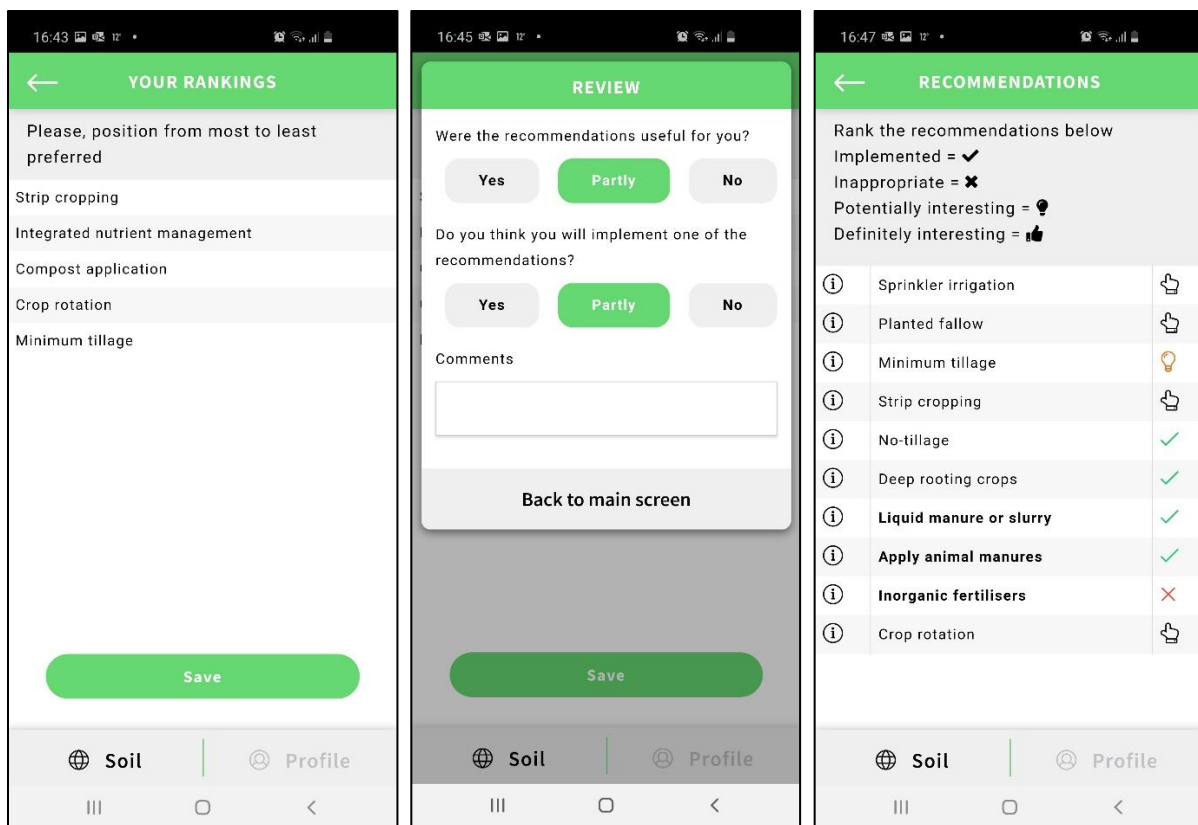 16:43 12°
YOUR RANKINGS
Please, position from most to least
preferred
Strip cropping
Integrated nutrient management
Compost application
Crop rotation
Minimum tillage
Save
Soil
Profile
16:45 12°
REVIEW
Were the recommendations useful for you?
Yes
Partly
No
Do you think you will implement one of the
recommendations?
Yes
Partly
No
Comments
Back to main screen
Save
Soil
Profile
16:47 12°
RECOMMENDATIONS
Rank the recommendations below
Implemented = ✔
Inappropriate = ✖
Potentially interesting =
Definitely interesting =
Sprinkler irrigation
Planted fallow
Minimum tillage
Strip cropping
No-tillage
Deep rooting crops
Liquid manure or slurry
Apply animal manures
Inorganic fertilisers
Crop rotation
Soil
Profile